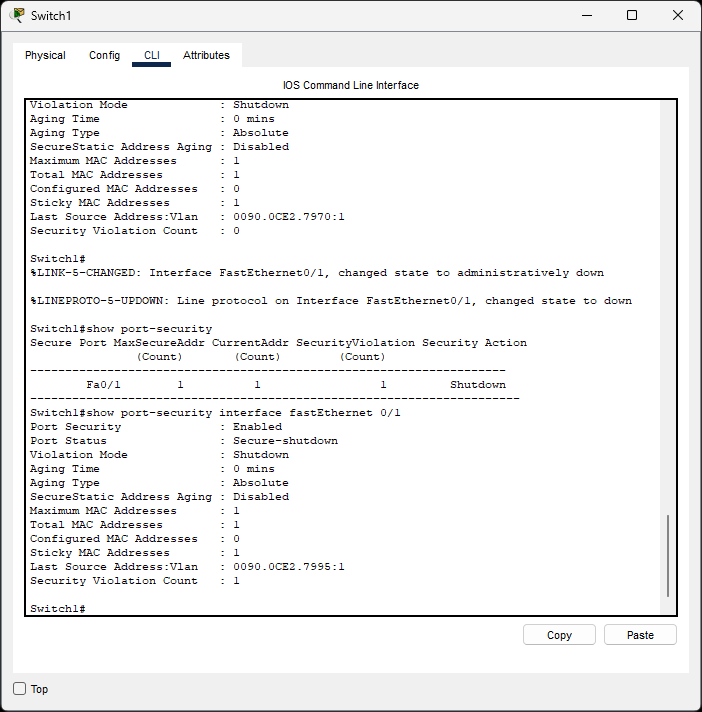 Switch1
Physical Config CLI Attributes
IOS Command Line Interface
Violation Mode : Shutdown
Aging Time : 0 mins
Aging Type : Absolute
SecureStatic Address Aging : Disabled
Maximum MAC Addresses : 1
Total MAC Addresses : 1
Configured MAC Addresses : 0
Sticky MAC Addresses : 1
Last Source Address:Vlan : 0090.0CE2.7970:1
Security Violation Count : 0
Switch1#
%LINK-5-CHANGED: Interface FastEthernet0/1, changed state to administratively down
%LINEPROTO-5-UPDOWN: Line protocol on Interface FastEthernet0/1, changed state to down
Switch1#show port-security
Secure Port MaxSecureAddr CurrentAddr SecurityViolation Security Action
(Count) (Count) (Count)
--------------------------------------------------------------------
Fa0/1 1 1 1 Shutdown
----------------------------------------------------------------------
Switch1#show port-security interface fastEthernet 0/1
Port Security : Enabled
Port Status : Secure-shutdown
Violation Mode : Shutdown
Aging Time : 0 mins
Aging Type : Absolute
SecureStatic Address Aging : Disabled
Maximum MAC Addresses : 1
Total MAC Addresses : 1
Configured MAC Addresses : 0
Sticky MAC Addresses : 1
Last Source Address:Vlan : 0090.0CE2.7995:1
Security Violation Count : 1
Switch1#
Copy Paste
Top